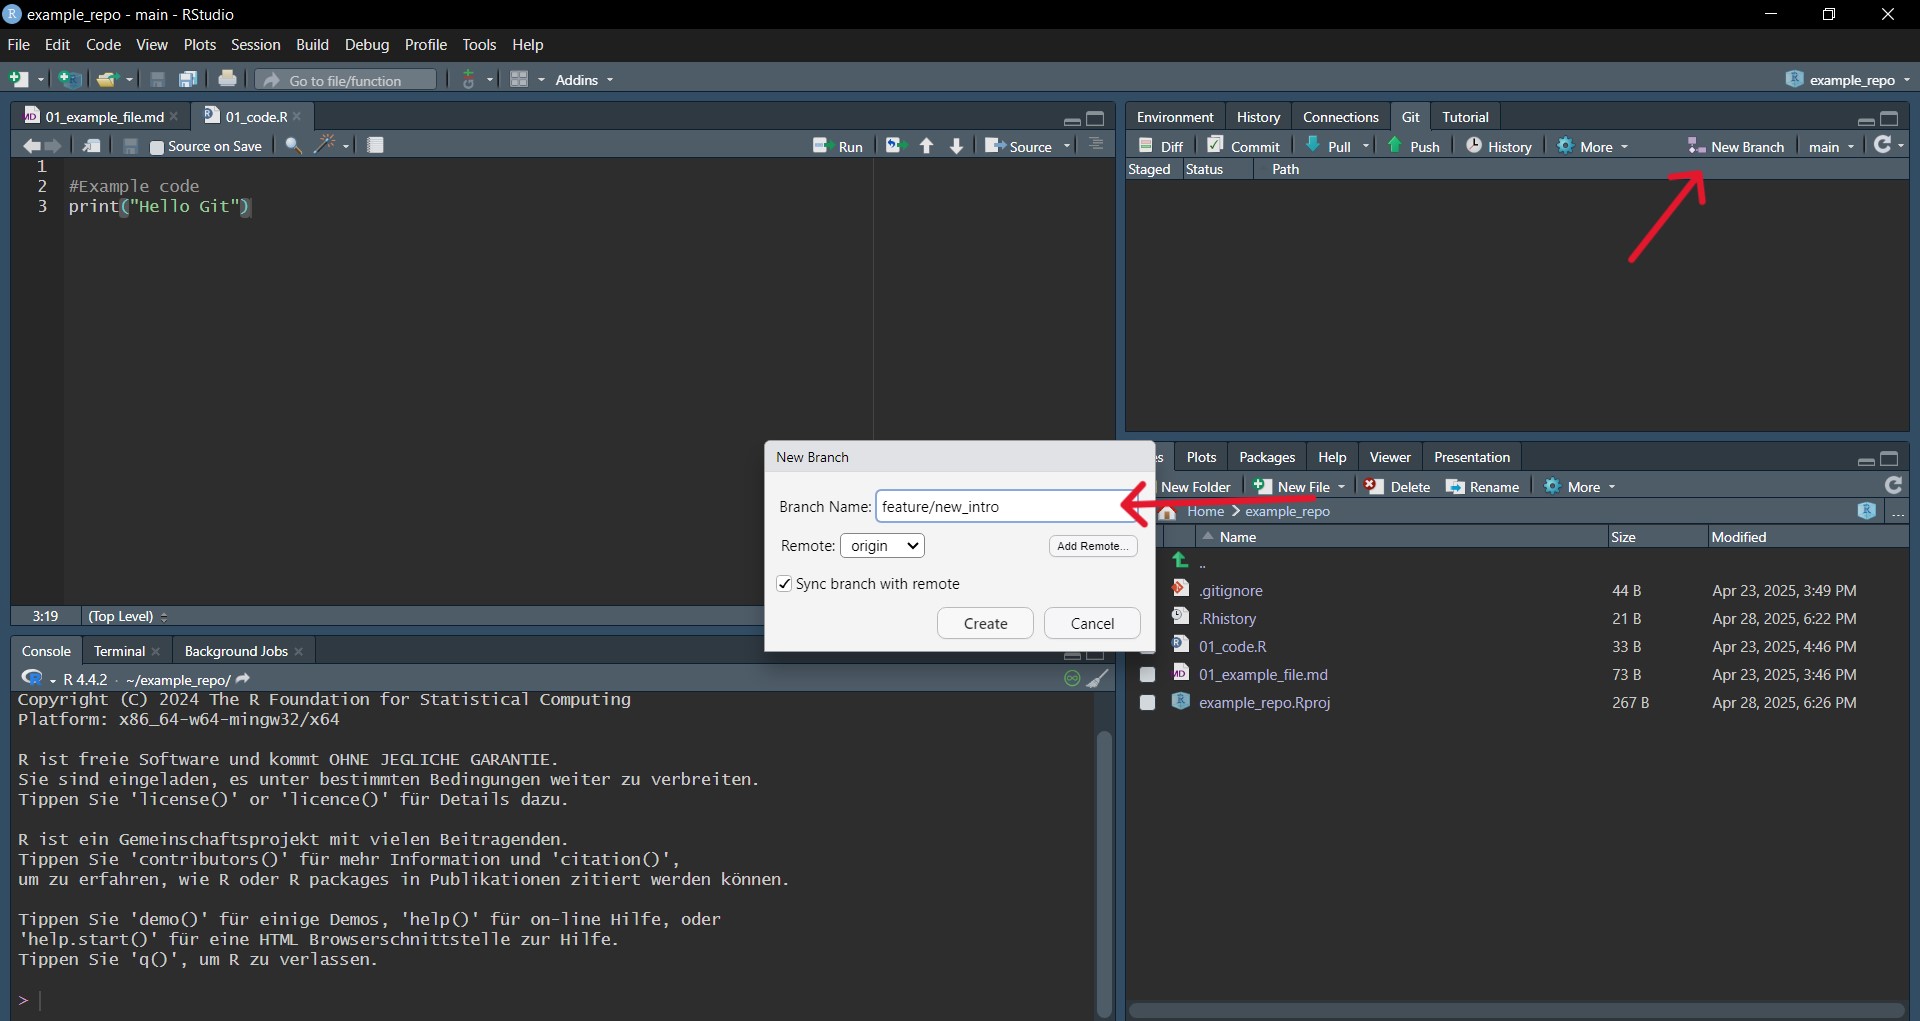 example_repo - main - RStudio
File Edit Code View Plots Session Build Debug Profile Tools Help
Go to file/function Addins example_repo
01_example_file.md 01_code.R
Source on Save Run Source
1
2 #Example code
3 print("Hello Git")
3:19 (Top Level)
Console Terminal Background Jobs
R 4.4.2 · ~/example_repo/
Copyright (C) 2024 The R Foundation for Statistical Computing
Platform: x86_64-w64-mingw32/x64
R ist freie Software und kommt OHNE JEGLICHE GARANTIE.
Sie sind eingeladen, es unter bestimmten Bedingungen weiter zu verbreiten.
Tippen Sie 'license()' or 'licence()' für Details dazu.
R ist ein Gemeinschaftsprojekt mit vielen Beitragenden.
Tippen Sie 'contributors()' für mehr Information und 'citation()',
um zu erfahren, wie R oder R packages in Publikationen zitiert werden können.
Tippen Sie 'demo()' für einige Demos, 'help()' für on-line Hilfe, oder
'help.start()' für eine HTML Browserschnittstelle zur Hilfe.
Tippen Sie 'q()', um R zu verlassen.
>
Environment History Connections Git Tutorial
Diff Commit Pull Push History More New Branch main
Staged Status Path
New Branch
Branch Name: feature/new_intro
Remote: origin Add Remote...
Sync branch with remote
Create Cancel
es Plots Packages Help Viewer Presentation
New Folder New File Delete Rename More
Home > example_repo ...
Name Size Modified
..
.gitignore 44 B Apr 23, 2025, 3:49 PM
.Rhistory 21 B Apr 28, 2025, 6:22 PM
01_code.R 33 B Apr 23, 2025, 4:46 PM
01_example_file.md 73 B Apr 23, 2025, 3:46 PM
example_repo.Rproj 267 B Apr 28, 2025, 6:26 PM